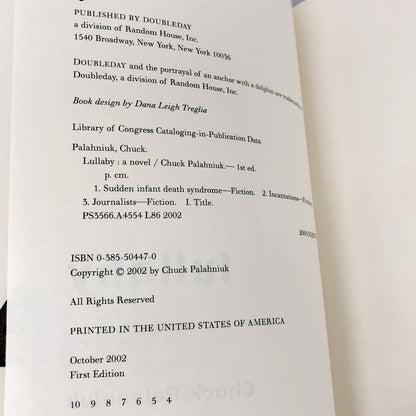 PUBLISHED BY DOUBLEDAY
a division of Random House, Inc.
1540 Broadway, New York, New York 10036
DOUBLEDAY and the portrayal of an anchor with a dolphin are trademarks
Doubleday, a division of Random House, Inc.
Book design by Dana Leigh Treglia
Library of Congress Cataloging-in-Publication Data
Palahniuk, Chuck.
Lullaby : a novel / Chuck Palahniuk.— 1st ed.
p. cm.
1. Sudden infant death syndrome—Fiction. 2. Incantations—Fiction
3. Journalists—Fiction. I. Title.
PS3566.A4554 L86 2002
ISBN 0-385-50447-0
Copyright © 2002 by Chuck Palahniuk
All Rights Reserved
PRINTED IN THE UNITED STATES OF AMERICA
October 2002
First Edition
10 9 8 7 6 5 4